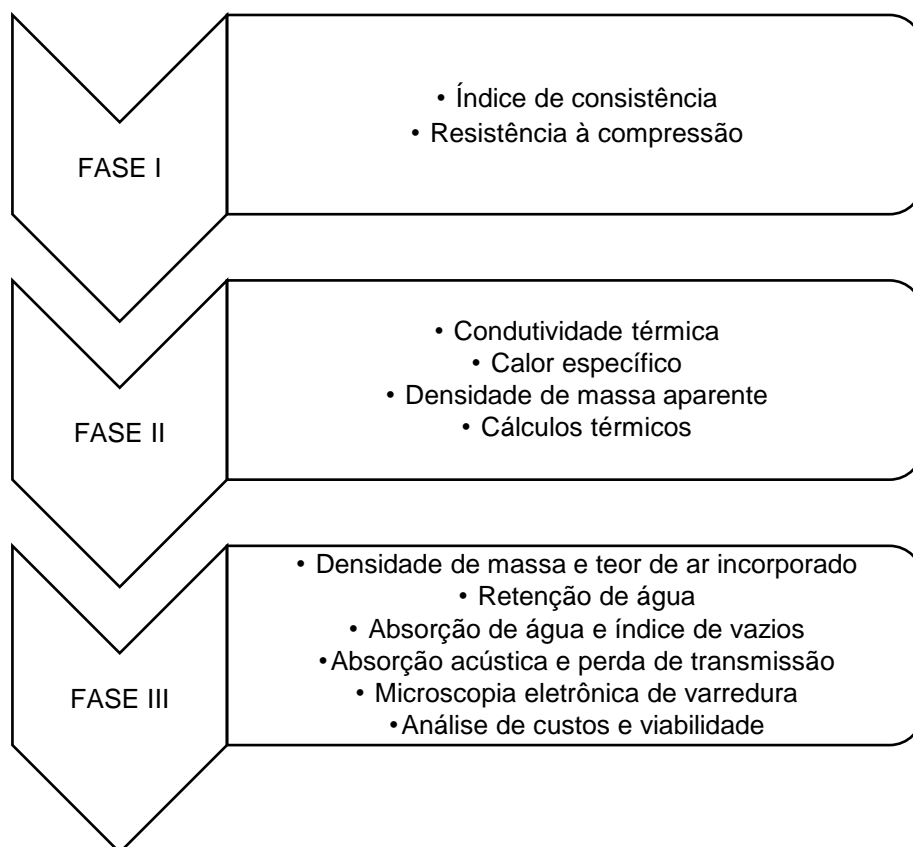 FASE I
• Índice de consistência
• Resistência à compressão
FASE II
• Condutividade térmica
• Calor específico
• Densidade de massa aparente
• Cálculos térmicos
FASE III
• Densidade de massa e teor de ar incorporado
• Retenção de água
• Absorção de água e índice de vazios
•Absorção acústica e perda de transmissão
• Microscopia eletrônica de varredura
•Análise de custos e viabilidade